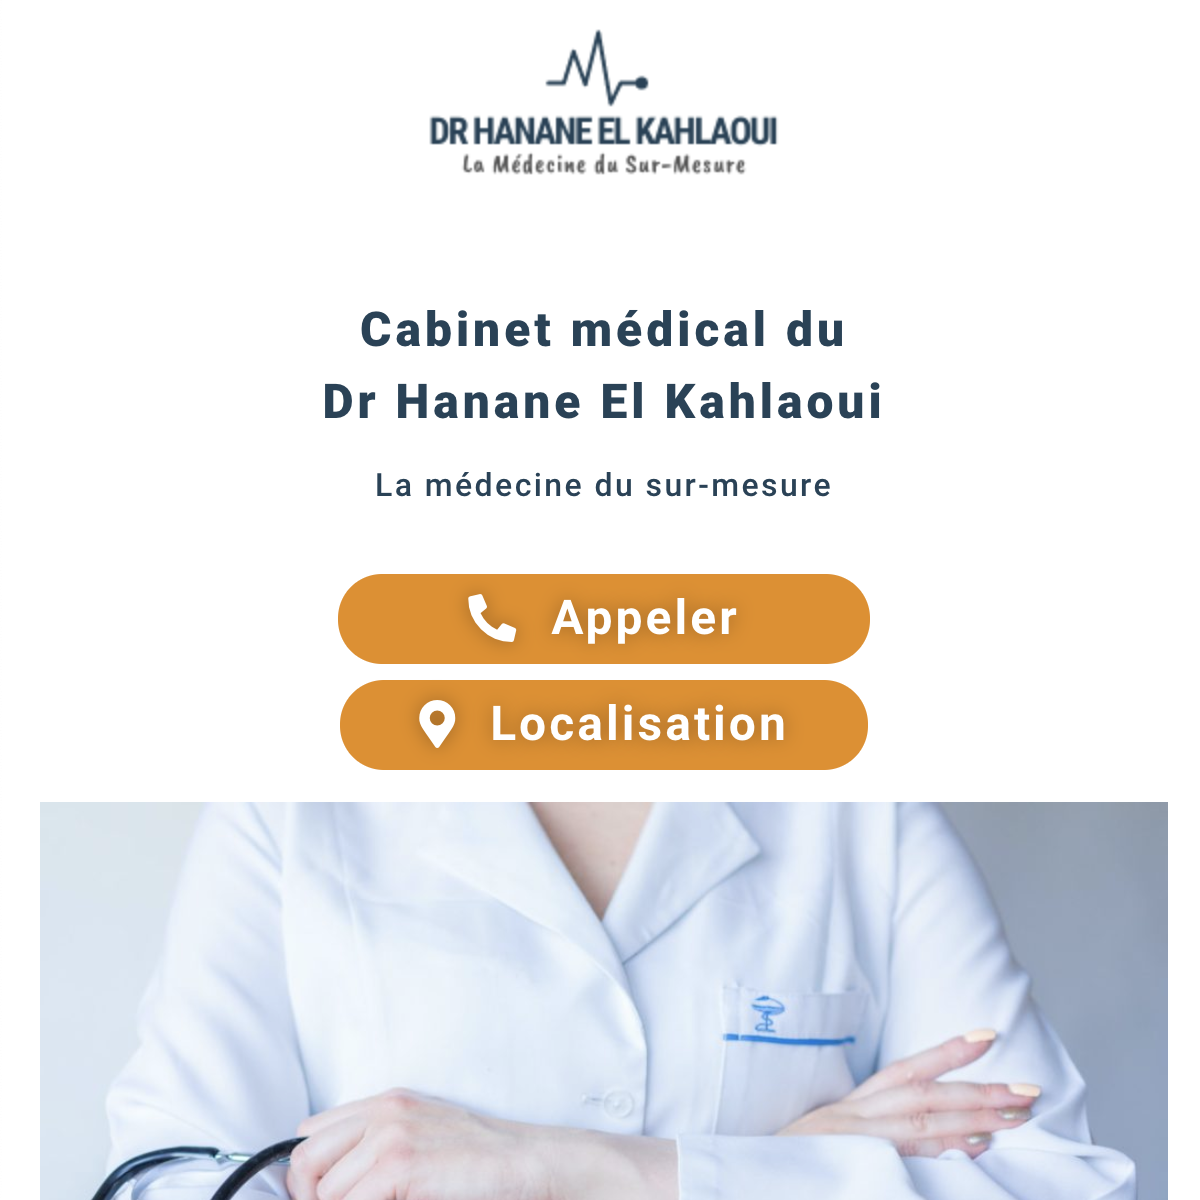 DR HANANE EL KAHLAOUI
La Médecine du Sur-Mesure
Cabinet médical du
Dr Hanane El Kahlaoui
La médecine du sur-mesure
Appeler
Localisation